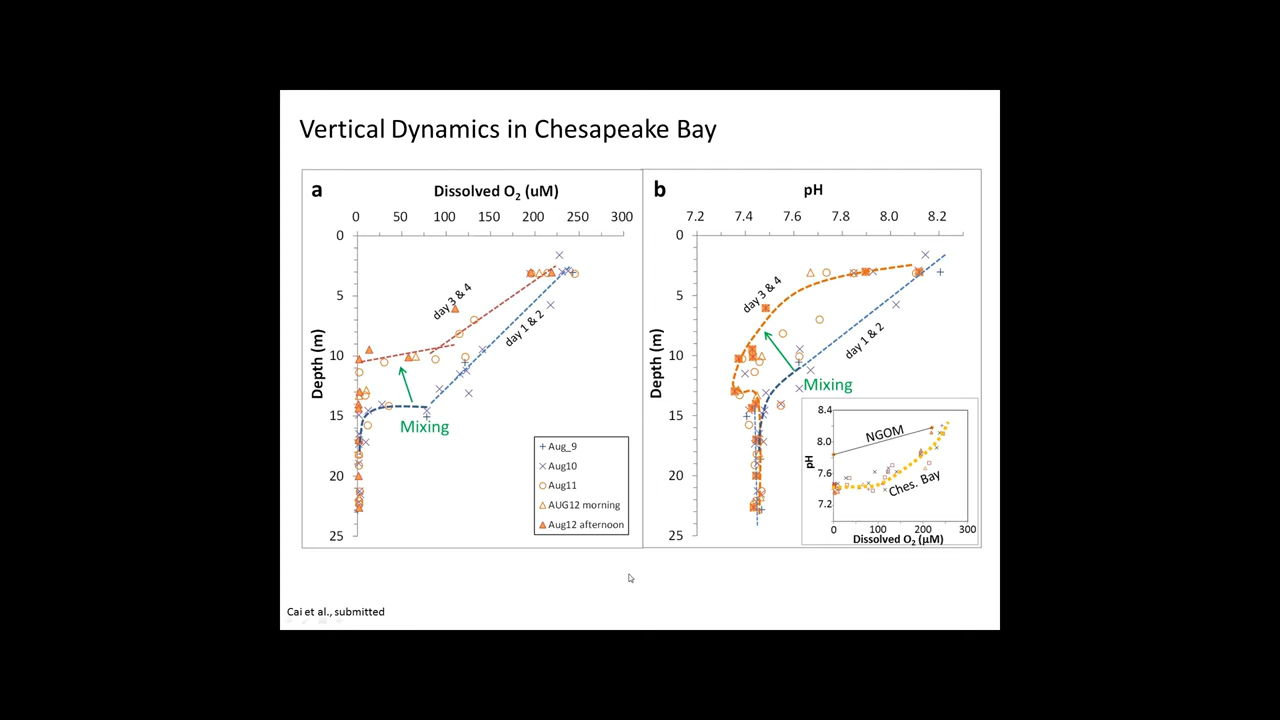 Vertical Dynamics in Chesapeake Bay
a
Dissolved O2 (uM)
0 50 100 150 200 250 300
0
5
10
15
20
25
Depth (m)
day 3 & 4
day 1 & 2
Mixing
Aug_9
Aug10
Aug11
AUG12 morning
Aug12 afternoon
b
pH
7.2 7.4 7.6 7.8 8.0 8.2
0
5
10
15
20
25
Depth (m)
day 3 & 4
day 1 & 2
Mixing
8.4
8.0
7.6
7.2
pH
NGOM
Ches. Bay
0 100 200 300
Dissolved O2 (µM)
Cai et al., submitted